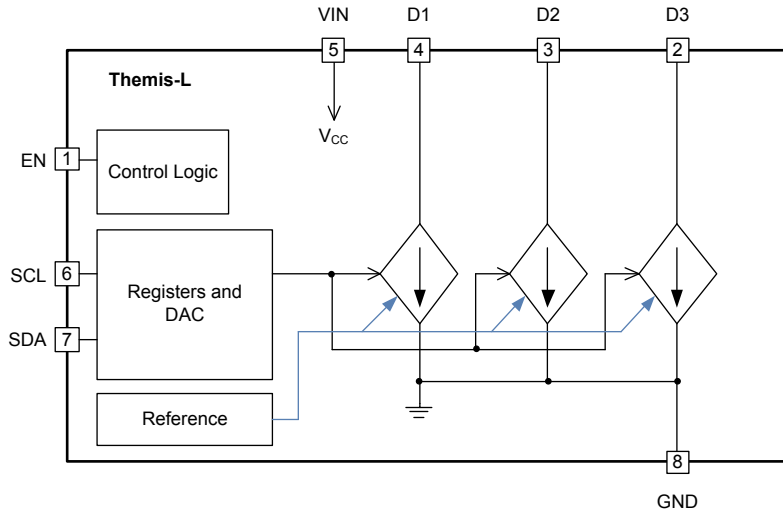 VIN D1 D2 D3
5 4 3 2
Themis-L
V<sub>CC</sub>
EN 1 Control Logic
SCL 6
Registers and
DAC
SDA 7
Reference
8
GND